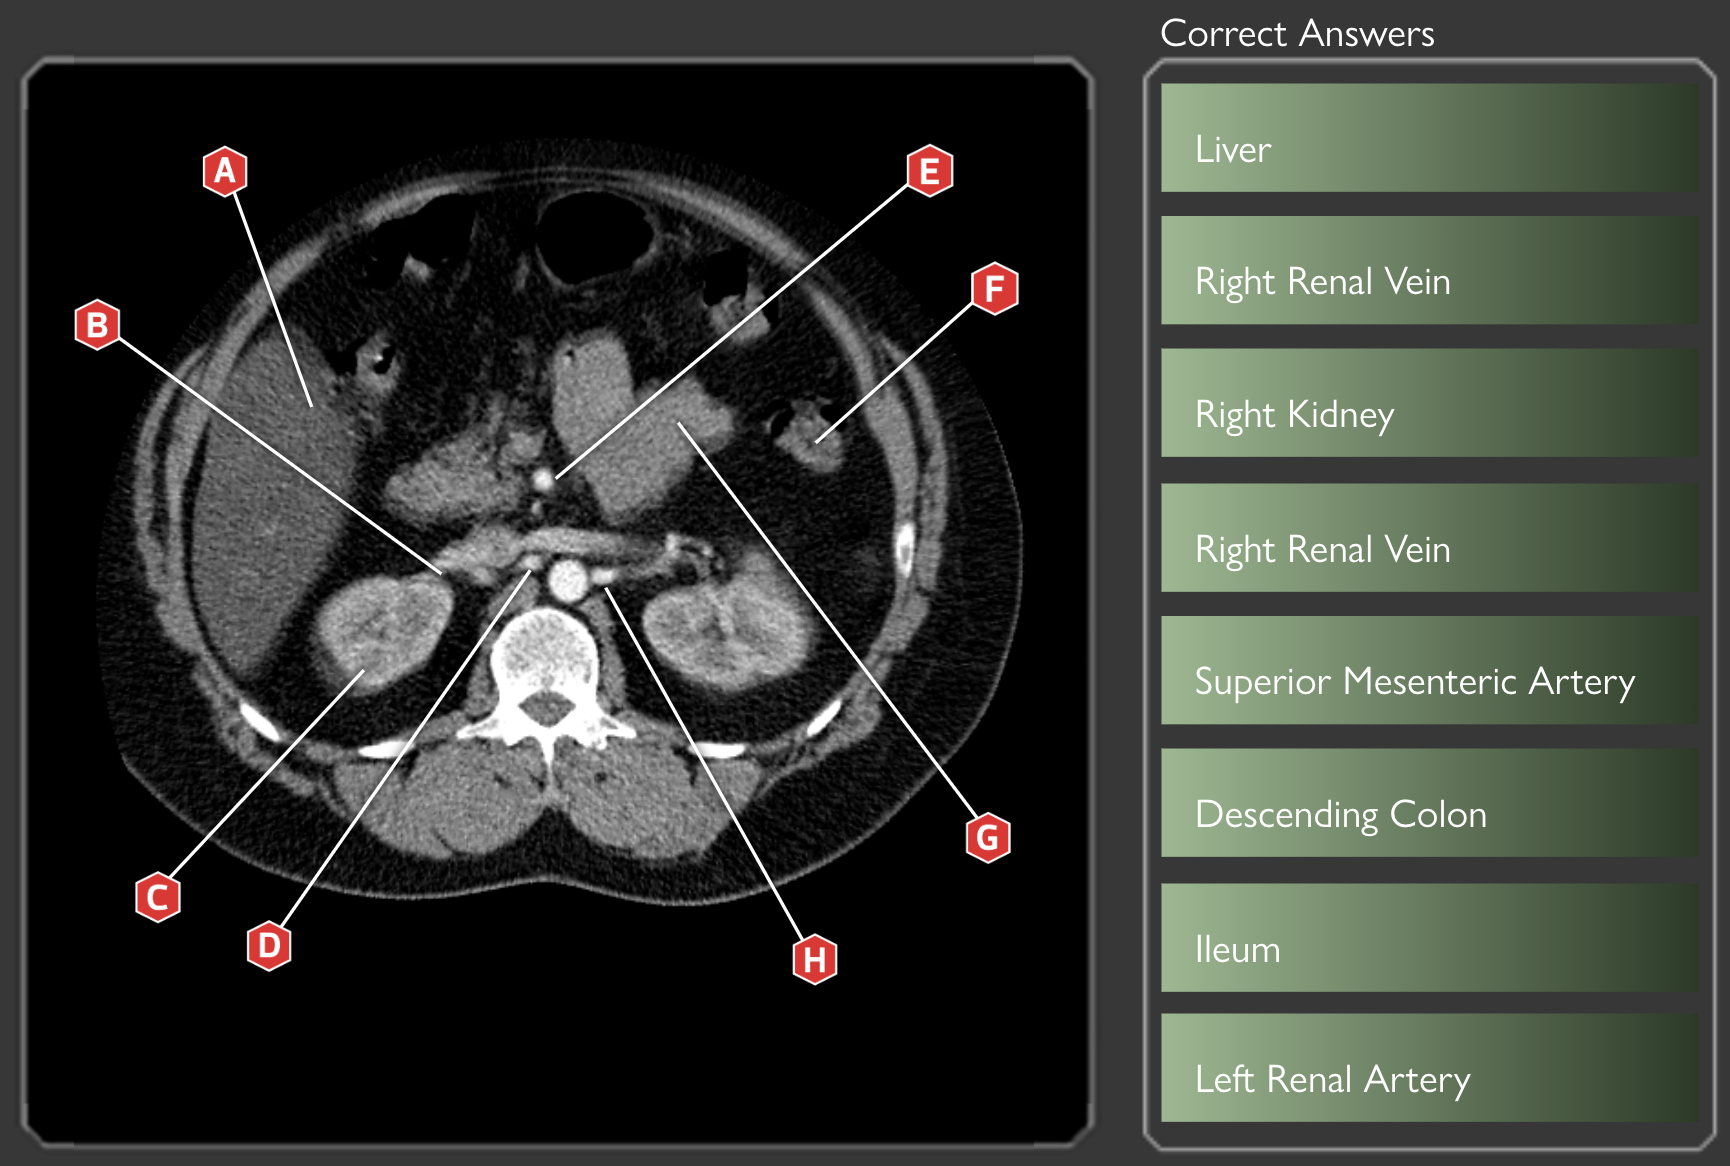 Correct Answers
A
E
B
F
C
D
G
H
Liver
Right Renal Vein
Right Kidney
Right Renal Vein
Superior Mesenteric Artery
Descending Colon
Ileum
Left Renal Artery